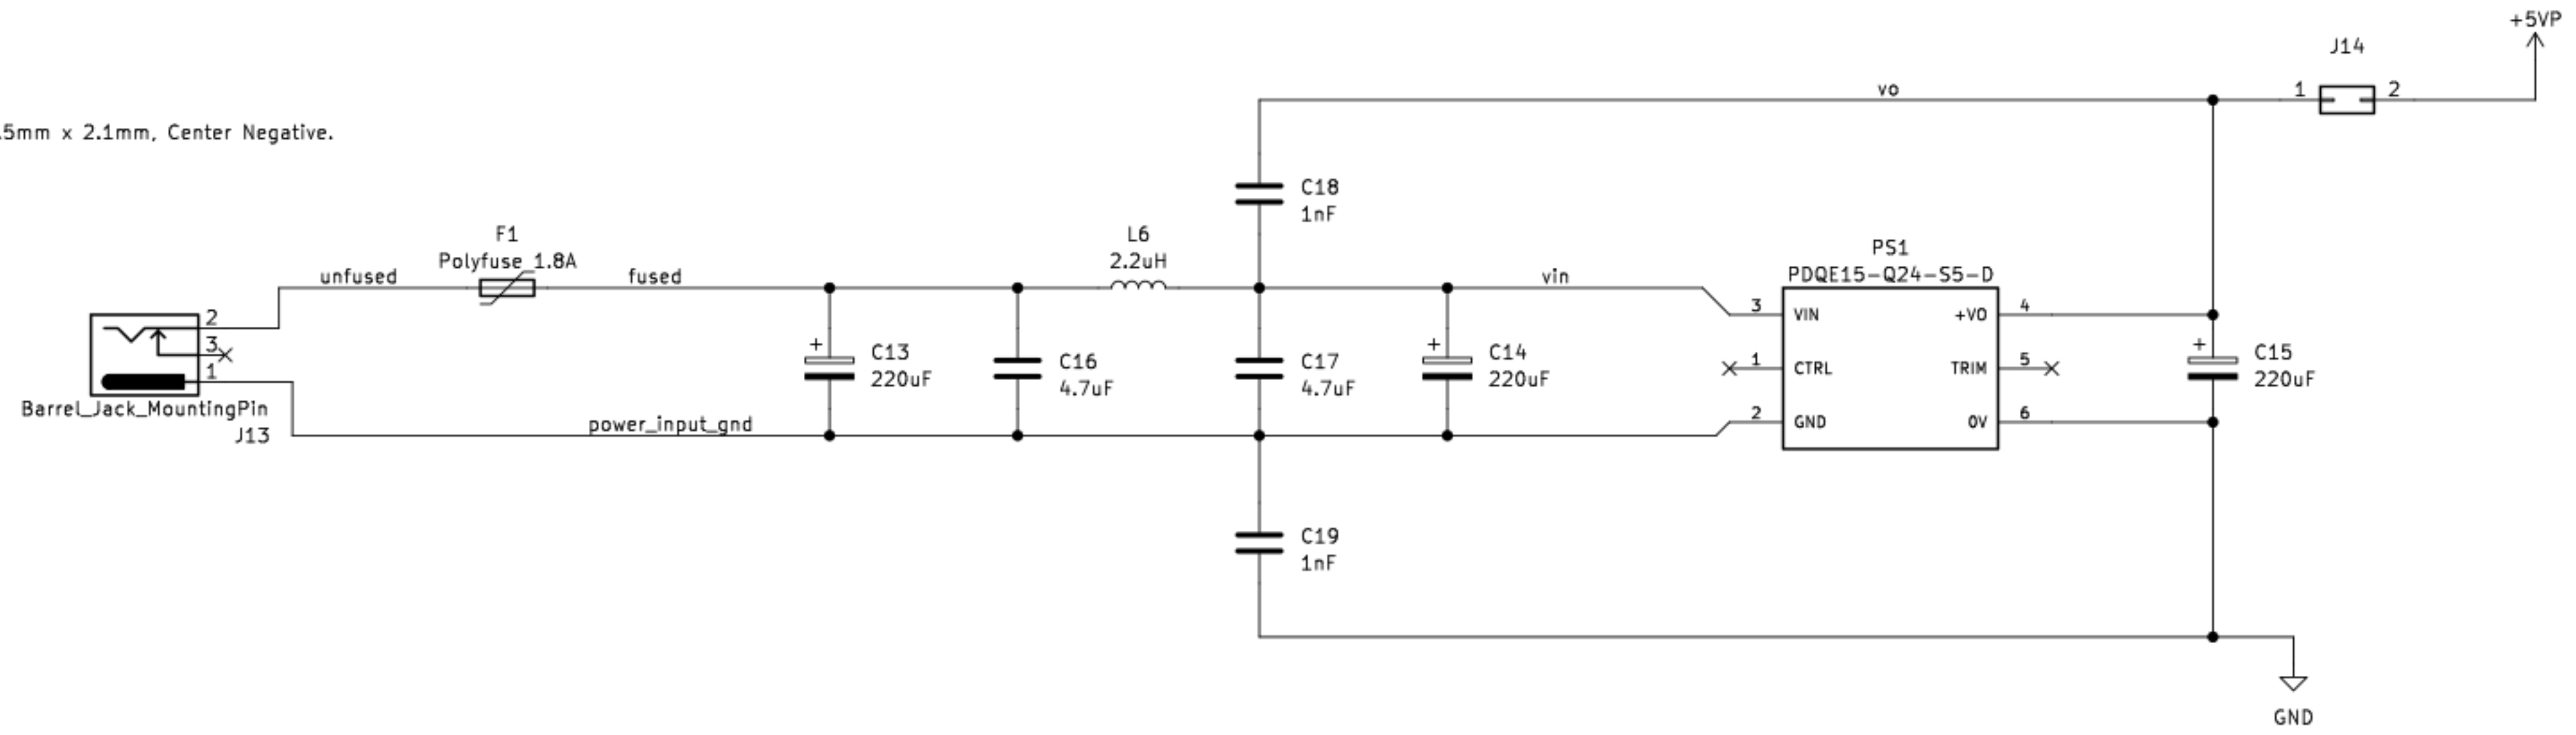 +5VP
J14
vo
1
2
.5mm x 2.1mm, Center Negative.
C18
1nF
F1
Polyfuse_1.8A
L6
2.2uH
PS1
PDQE15-Q24-S5-D
unfused
fused
vin
2
3
1
Barrel_Jack_MountingPin
J13
power_input_gnd
+
C13
220uF
C16
4.7uF
C17
4.7uF
+
C14
220uF
3
VIN
+VO
4
1
CTRL
TRIM
5
2
GND
0V
6
+
C15
220uF
C19
1nF
GND